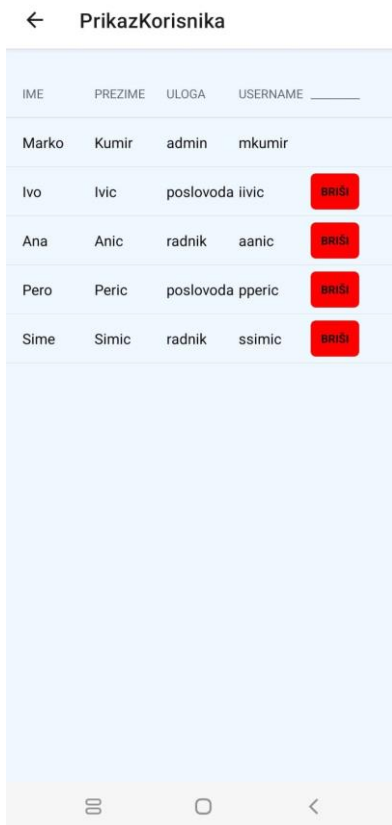 PrikazKorisnika
IME PREZIME ULOGA USERNAME ________
Marko Kumir admin mkumir
Ivo Ivic poslovoda iivic BRIŠI
Ana Anic radnik aanic BRIŠI
Pero Peric poslovoda pperic BRIŠI
Sime Simic radnik ssimic BRIŠI